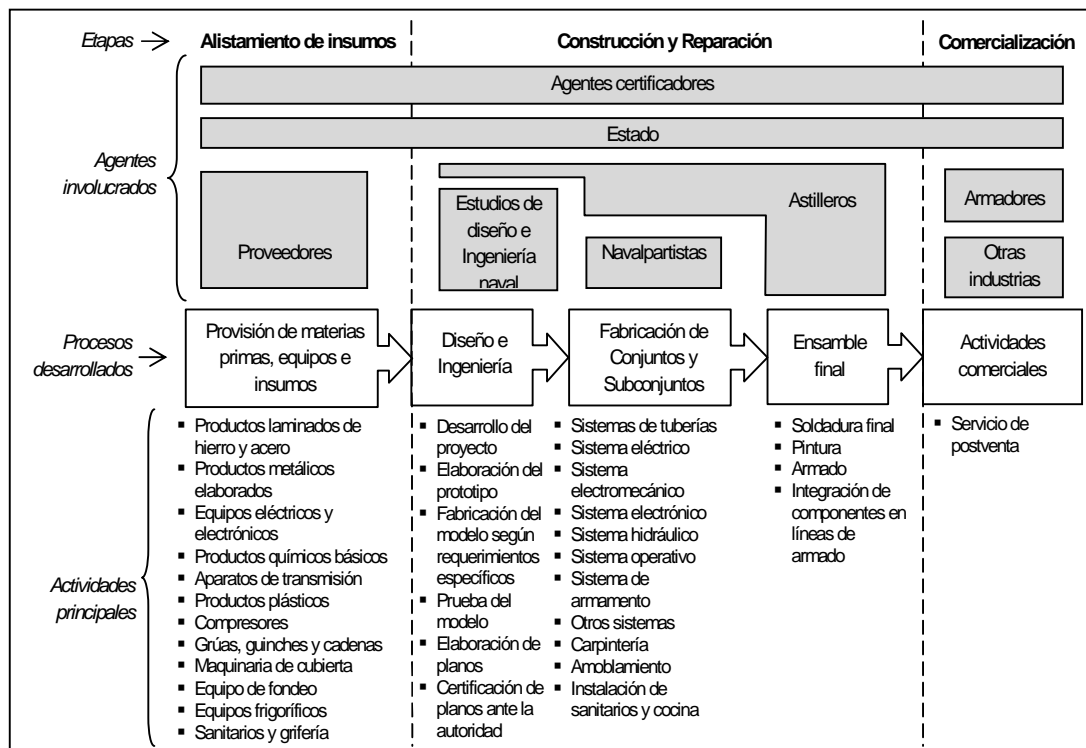 Etapas
Alistamiento de insumos
Construcción y Reparación
Comercialización
Agentes
involucrados
Agentes certificadores
Estado
Proveedores
Estudios de
diseño e
Ingeniería
naval
Navalpartistas
Astilleros
Armadores
Otras
industrias
Procesos
desarrollados
Provisión de materias
primas, equipos e
insumos
Diseño e
Ingeniería
Fabricación de
Conjuntos y
Subconjuntos
Ensamble
final
Actividades
comerciales
Actividades
principales
▪ Productos laminados de
hierro y acero
▪ Productos metálicos
elaborados
▪ Equipos eléctricos y
electrónicos
▪ Productos químicos básicos
▪ Aparatos de transmisión
▪ Productos plásticos
▪ Compresores
▪ Grúas, guinches y cadenas
▪ Maquinaria de cubierta
▪ Equipo de fondeo
▪ Equipos frigoríficos
▪ Sanitarios y grifería
▪ Desarrollo del
proyecto
▪ Elaboración del
prototipo
▪ Fabricación del
modelo según
requerimientos
específicos
▪ Prueba del
modelo
▪ Elaboración de
planos
▪ Certificación de
planos ante la
autoridad
▪ Sistemas de tuberías
▪ Sistema eléctrico
▪ Sistema
electromecánico
▪ Sistema electrónico
▪ Sistema hidráulico
▪ Sistema operativo
▪ Sistema de
armamento
▪ Otros sistemas
▪ Carpintería
▪ Amoblamiento
▪ Instalación de
sanitarios y cocina
▪ Soldadura final
▪ Pintura
▪ Armado
▪ Integración de
componentes en
líneas de
armado
▪ Servicio de
postventa